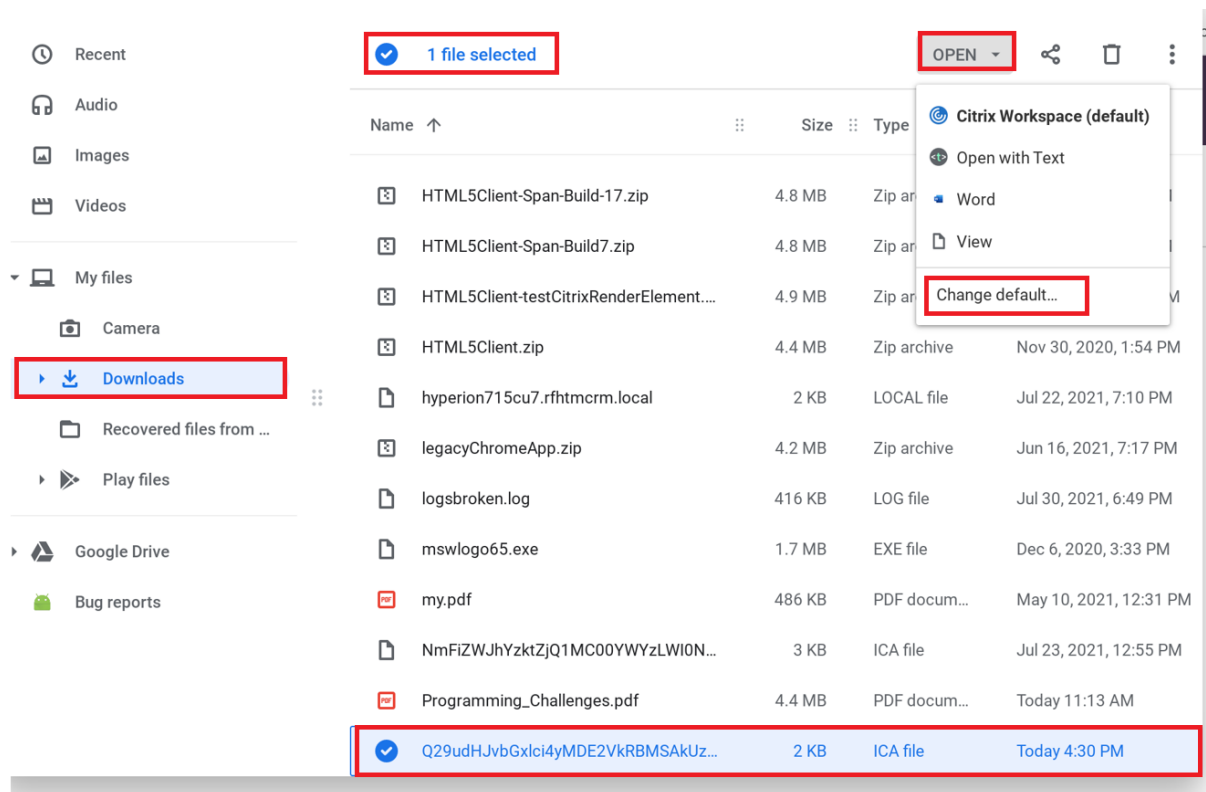 Recent
Audio
Images
Videos
My files
Camera
Downloads
Recovered files from ...
Play files
Google Drive
Bug reports
1 file selected
OPEN
Citrix Workspace (default)
Open with Text
Word
View
Change default...
Name Size Type
HTML5Client-Span-Build-17.zip 4.8 MB Zip ar
HTML5Client-Span-Build7.zip 4.8 MB Zip ar
HTML5Client-testCitrixRenderElement.... 4.9 MB Zip ar M
HTML5Client.zip 4.4 MB Zip archive Nov 30, 2020, 1:54 PM
hyperion715cu7.rfhtmcrm.local 2 KB LOCAL file Jul 22, 2021, 7:10 PM
legacyChromeApp.zip 4.2 MB Zip archive Jun 16, 2021, 7:17 PM
logsbroken.log 416 KB LOG file Jul 30, 2021, 6:49 PM
mswlogo65.exe 1.7 MB EXE file Dec 6, 2020, 3:33 PM
PDF my.pdf 486 KB PDF docum... May 10, 2021, 12:31 PM
NmFiZWJhYzktZjQ1MC00YWYzLWI0N... 3 KB ICA file Jul 23, 2021, 12:55 PM
PDF Programming_Challenges.pdf 4.4 MB PDF docum... Today 11:13 AM
Q29udHJvbGxlci4yMDE2VkRBMSAkUz... 2 KB ICA file Today 4:30 PM